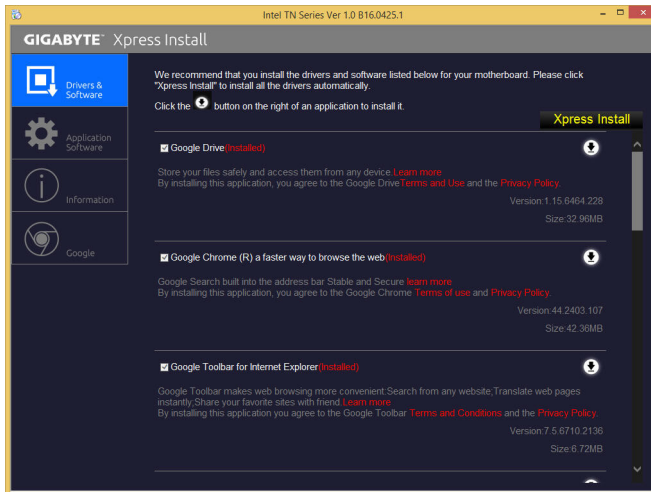 Intel TN Series Ver 1.0 B16.0425.1
GIGABYTE™ Xpress Install
Drivers &
Software
Application
Software
Information
Google
We recommend that you install the drivers and software listed below for your motherboard. Please click
"Xpress Install" to install all the drivers automatically.
Click the button on the right of an application to install it.
Xpress Install
Google Drive(Installed)
Store your files safely and access them from any device.Learn more
By installing this application, you agree to the Google DriveTerms and Use and the Privacy Policy.
Version:1.15.6464.228
Size:32.96MB
Google Chrome (R) a faster way to browse the web(Installed)
Google Search built into the address bar Stable and Secure learn more
By installing this application, you agree to the Google Chrome Terms of use and Privacy Policy.
Version:44.2403.107
Size:42.36MB
Google Toolbar for Internet Explorer(Installed)
Google Toolbar makes web browsing more convenient Search from any website;Translate web pages
instantly;Share your favorite sites with friend.Learn more
By installing this application you agree to the Google Toolbar Terms and Conditions and the Privacy Policy.
Version:7.5.6710.2136
Size:6.72MB